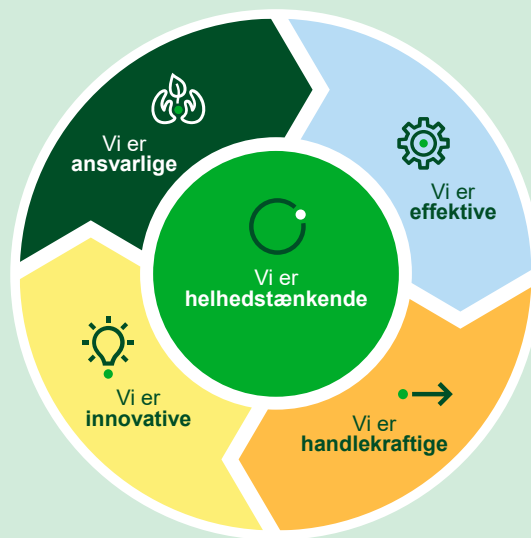 Vi er
ansvarlige
Vi er
effektive
Vi er
helhedstænkende
Vi er
innovative
Vi er
handlekraftige